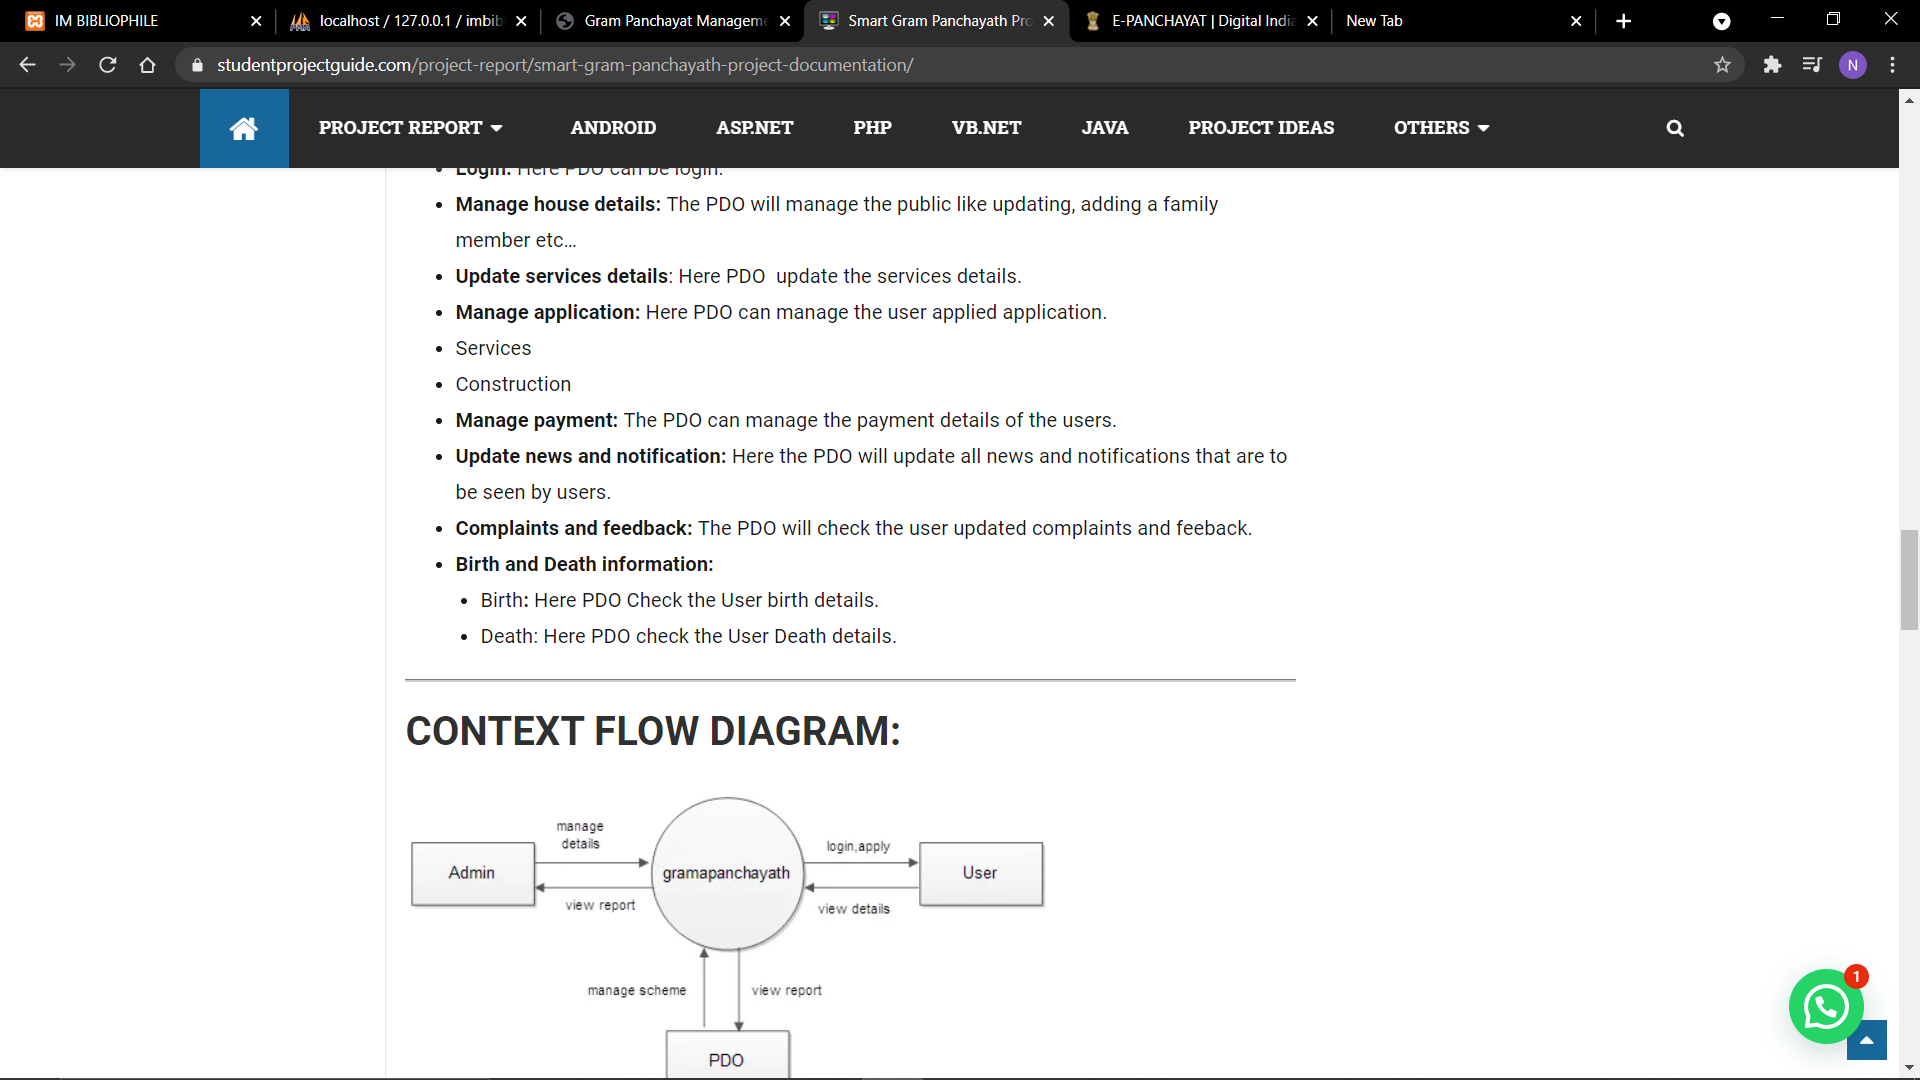 IM BIBLIOPHILE
localhost / 127.0.0.1 / imbib
Gram Panchayat Manageme
Smart Gram Panchayath Pro
E-PANCHAYAT | Digital India
New Tab
studentprojectguide.com/project-report/smart-gram-panchayath-project-documentation/
N
PROJECT REPORT
ANDROID
ASP.NET
PHP
VB.NET
JAVA
PROJECT IDEAS
OTHERS
• Login: Here PDO can be login.
• Manage house details: The PDO will manage the public like updating, adding a family
member etc…
• Update services details: Here PDO  update the services details.
• Manage application: Here PDO can manage the user applied application.
• Services
• Construction
• Manage payment: The PDO can manage the payment details of the users.
• Update news and notification: Here the PDO will update all news and notifications that are to
be seen by users.
• Complaints and feedback: The PDO will check the user updated complaints and feeback.
• Birth and Death information:
• Birth: Here PDO Check the User birth details.
• Death: Here PDO check the User Death details.
CONTEXT FLOW DIAGRAM:
manage
details
Admin
view report
gramapanchayath
login,apply
User
view details
manage scheme
view report
PDO
1